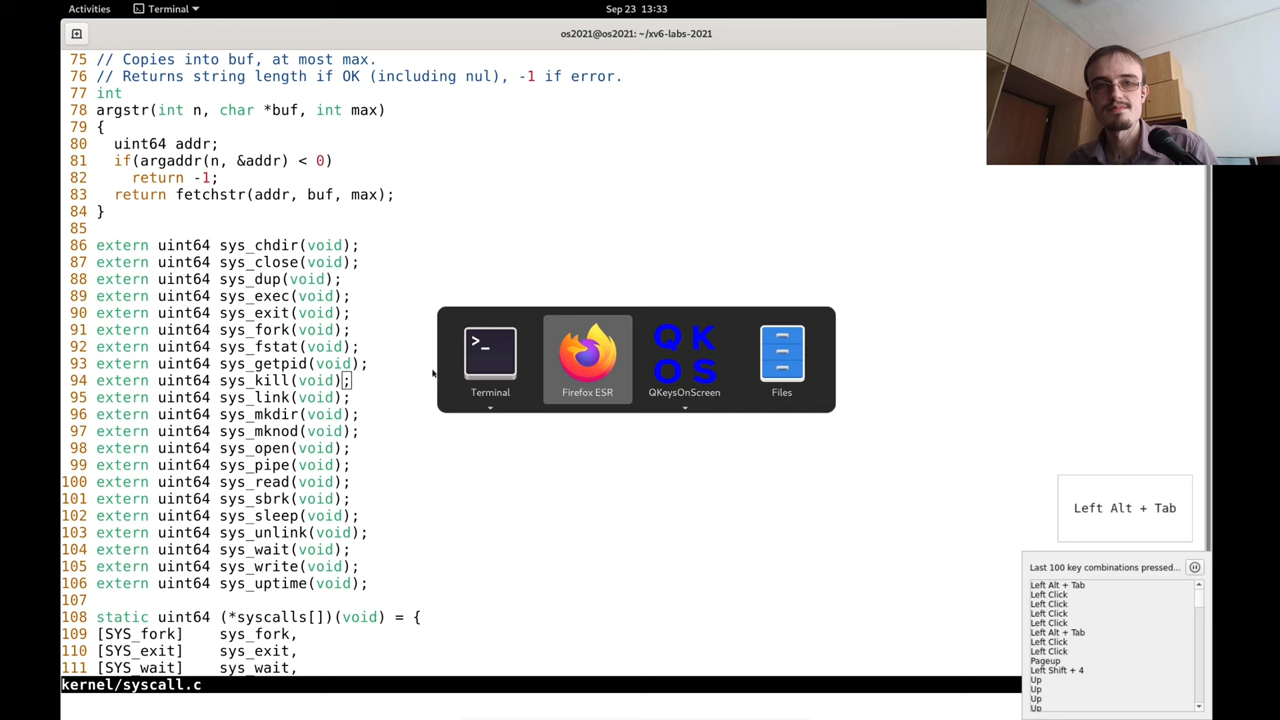 Activities
Terminal
Sep 23 13:33
os2021@os2021: ~/xv6-labs-2021
75 // Copies into buf, at most max.
76 // Returns string length if OK (including nul), -1 if error.
77 int
78 argstr(int n, char *buf, int max)
79 {
80   uint64 addr;
81   if(argaddr(n, &addr) < 0)
82     return -1;
83   return fetchstr(addr, buf, max);
84 }
85
86 extern uint64 sys_chdir(void);
87 extern uint64 sys_close(void);
88 extern uint64 sys_dup(void);
89 extern uint64 sys_exec(void);
90 extern uint64 sys_exit(void);
91 extern uint64 sys_fork(void);
92 extern uint64 sys_fstat(void);
93 extern uint64 sys_getpid(void);
94 extern uint64 sys_kill(void);
95 extern uint64 sys_link(void);
96 extern uint64 sys_mkdir(void);
97 extern uint64 sys_mknod(void);
98 extern uint64 sys_open(void);
99 extern uint64 sys_pipe(void);
100 extern uint64 sys_read(void);
101 extern uint64 sys_sbrk(void);
102 extern uint64 sys_sleep(void);
103 extern uint64 sys_unlink(void);
104 extern uint64 sys_wait(void);
105 extern uint64 sys_write(void);
106 extern uint64 sys_uptime(void);
107
108 static uint64 (*syscalls[])(void) = {
109 [SYS_fork]    sys_fork,
110 [SYS_exit]    sys_exit,
111 [SYS_wait]    sys_wait,
kernel/syscall.c
>_
QK
OS
Terminal
Firefox ESR
QKeysOnScreen
Files
Left Alt + Tab
Last 100 key combinations pressed...
Left Alt + Tab
Left Click
Left Click
Left Click
Left Click
Left Alt + Tab
Left Click
Left Click
Pageup
Left Shift + 4
Up
Up
Up
Up